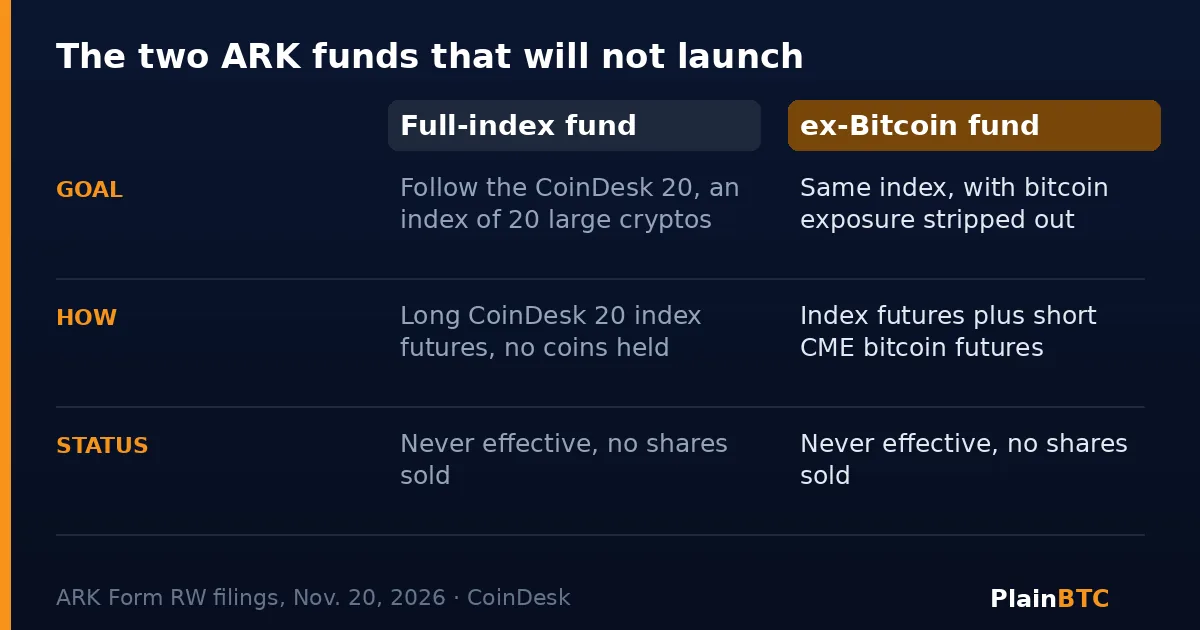 The two ARK funds that will not launch
Full-index fund
ex-Bitcoin fund
GOAL
Follow the CoinDesk 20, an
index of 20 large cryptos
Same index, with bitcoin
exposure stripped out
HOW
Long CoinDesk 20 index
futures, no coins held
Index futures plus short
CME bitcoin futures
STATUS
Never effective, no shares
sold
Never effective, no shares
sold
ARK Form RW filings, Nov. 20, 2026 · CoinDesk
PlainBTC